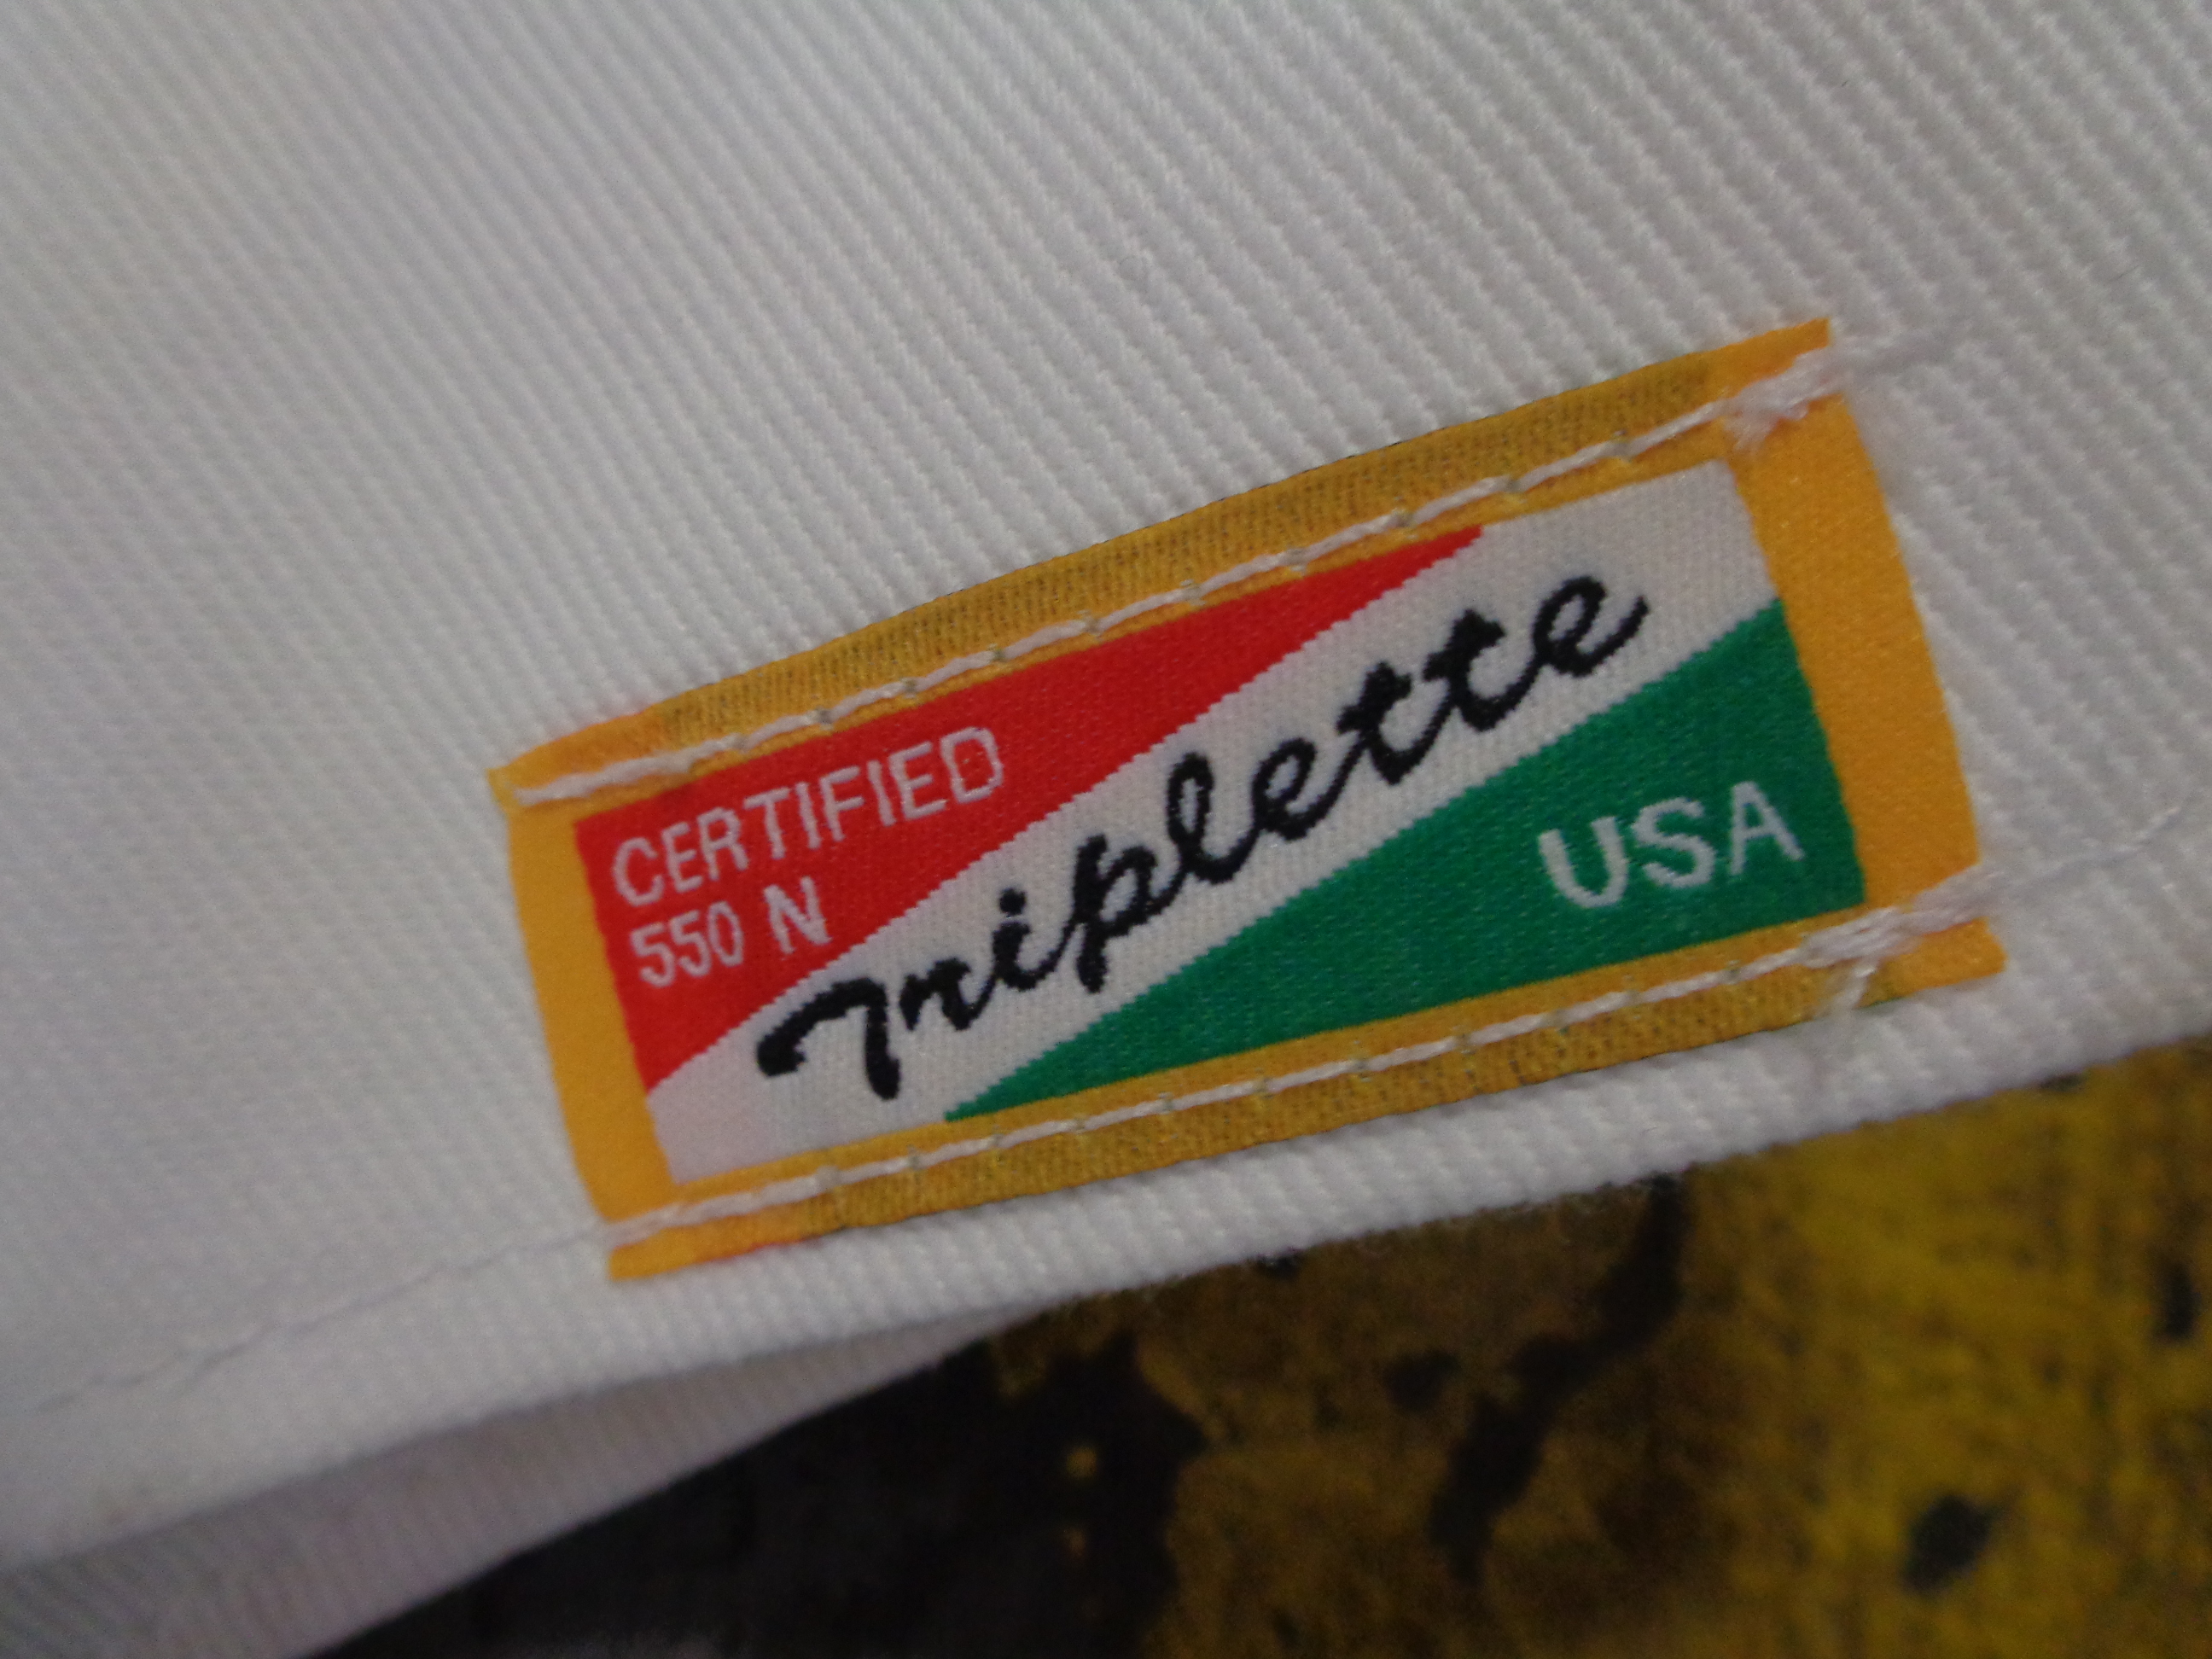 CERTIFIED
550 N
Triplette
USA